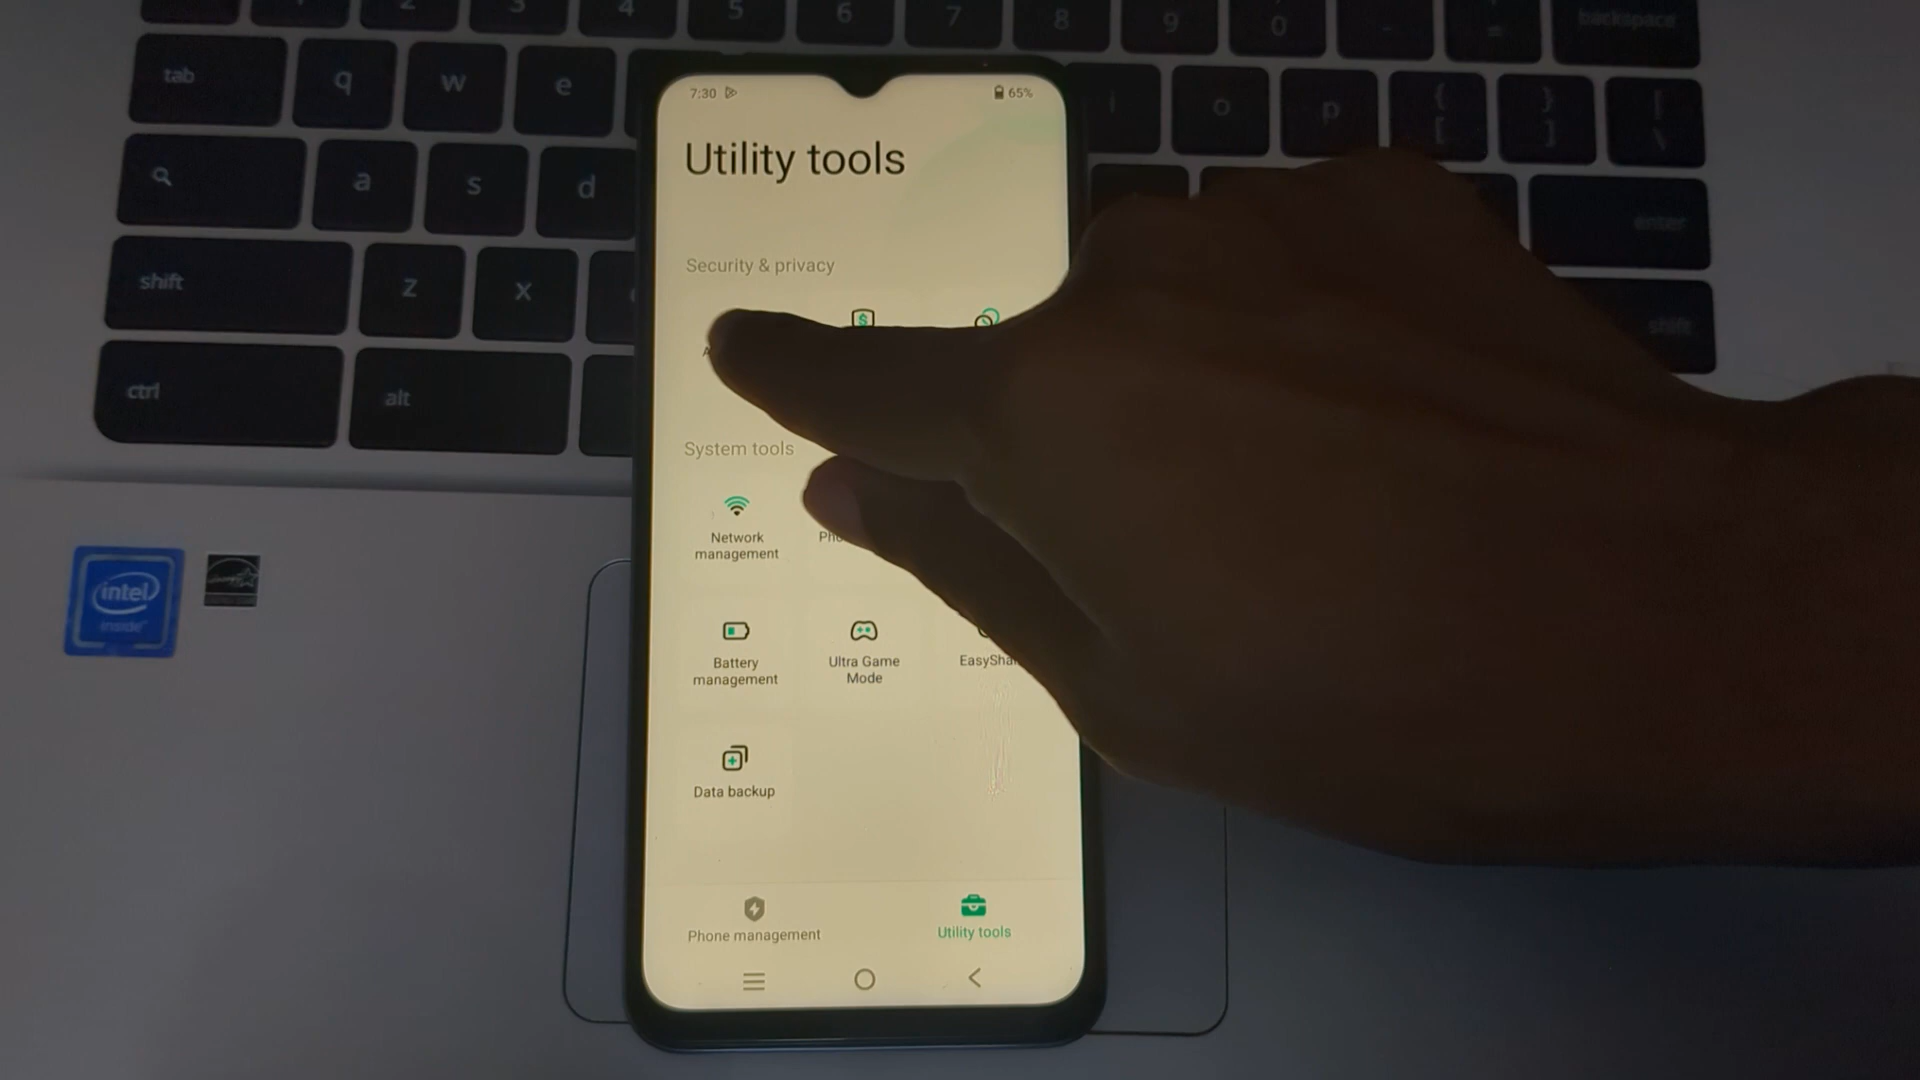 2 3 4 5 6 7 8 9 0 - = backspace
tab q w e i o p { [ } ] \
a s d enter
shift z x shift
ctrl alt
intel
inside
7:30 65%
Utility tools
Security & privacy
A
System tools
Network
management
Battery
management
Ultra Game
Mode
Data backup
Phone management
Utility tools